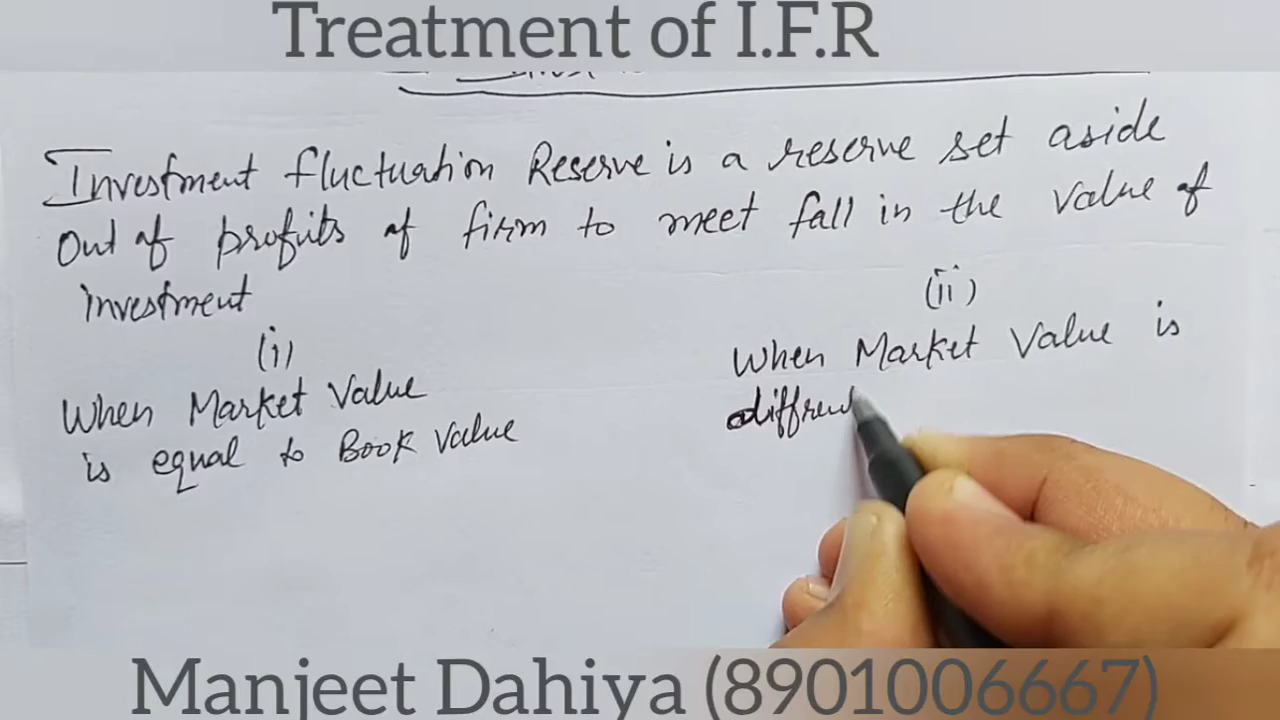 Treatment of I.F.R
Investment fluctuation Reserve is a reserve set aside
Out of profits of firm to meet fall in the value of
investment
(i)
When Market Value
is equal to Book Value
(ii)
When Market Value is
diffrent
Manjeet Dahiya (8901006667)